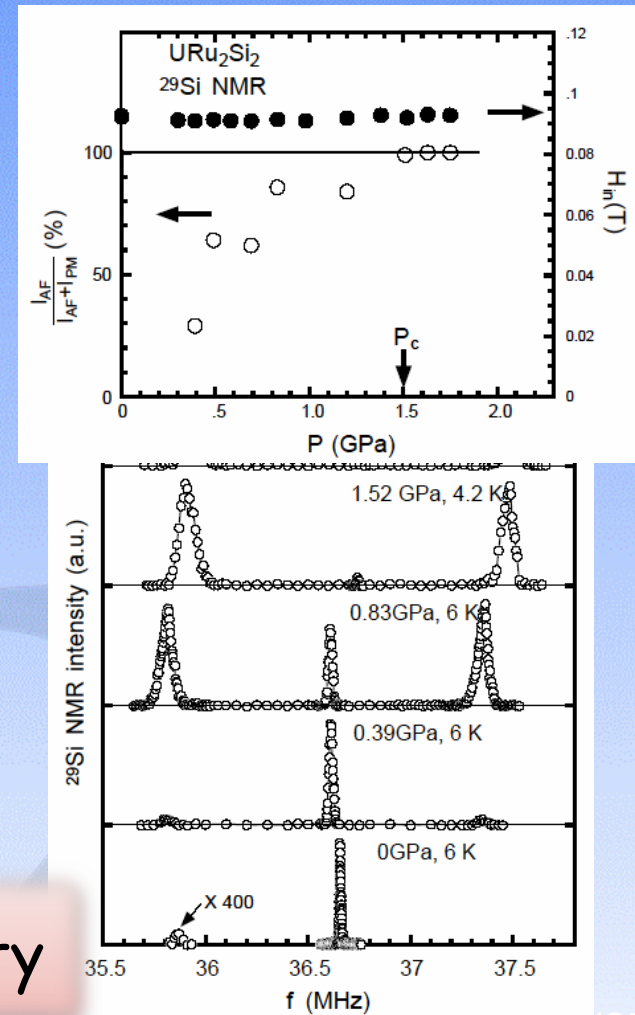 URu₂Si₂
²⁹Si NMR
.12
.1
100
0.08
0.06
50
0.04
0.02
0
0
I_AF
I_AF+I_PM
(%)
H_in(T)
P_c
0
.5
1.0
1.5
2.0
P (GPa)
²⁹Si NMR intensity (a.u.)
1.52 GPa, 4.2 K
0.83GPa, 6 K
0.39GPa, 6 K
0GPa, 6 K
X 400
35.5
36
36.5
37
37.5
f (MHz)